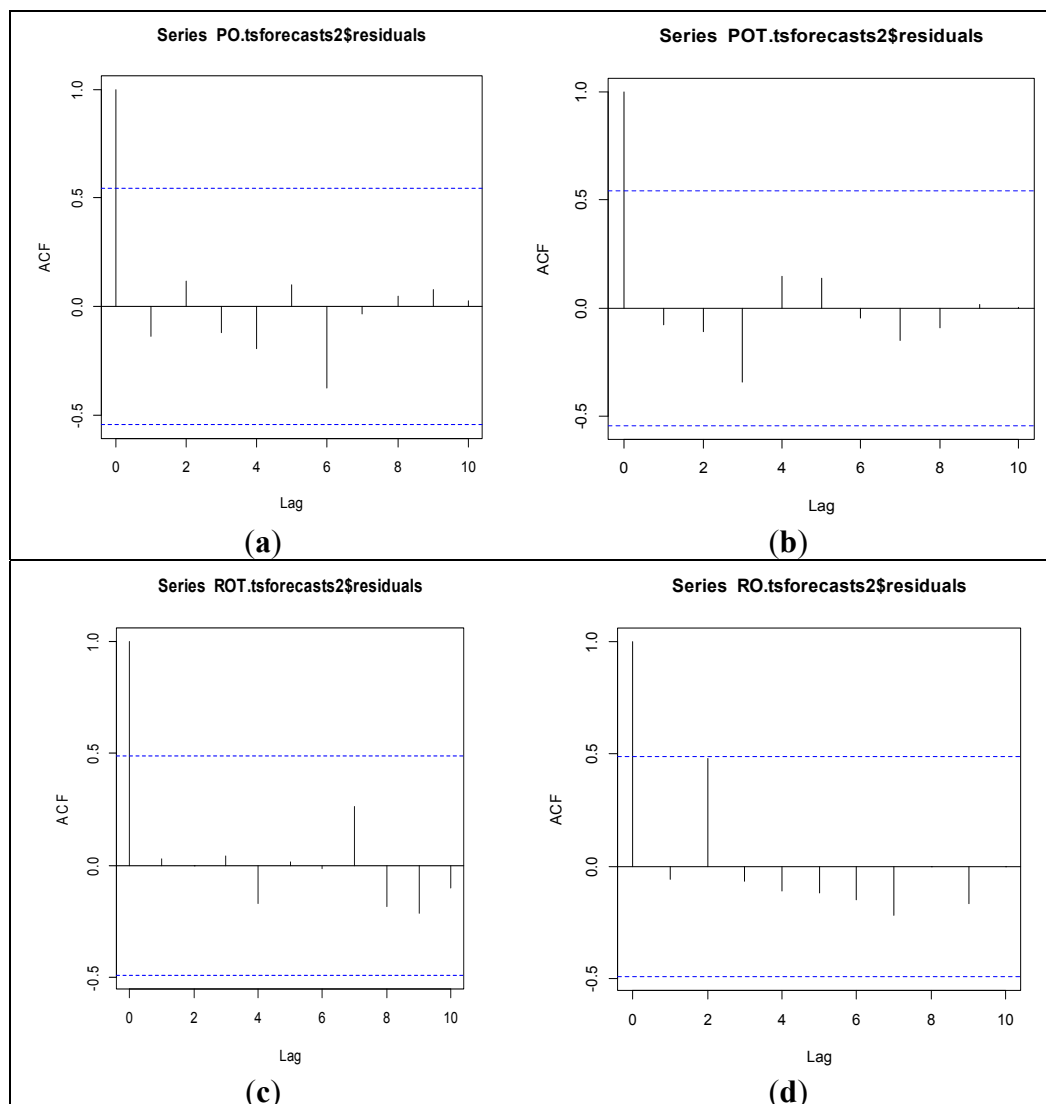 Series PO.tsforecasts2$residuals
ACF
1.0
0.5
0.0
-0.5
0 2 4 6 8 10
Lag
(a)
Series POT.tsforecasts2$residuals
ACF
1.0
0.5
0.0
-0.5
0 2 4 6 8 10
Lag
(b)
Series ROT.tsforecasts2$residuals
ACF
1.0
0.5
0.0
-0.5
0 2 4 6 8 10
Lag
(c)
Series RO.tsforecasts2$residuals
ACF
1.0
0.5
0.0
-0.5
0 2 4 6 8 10
Lag
(d)